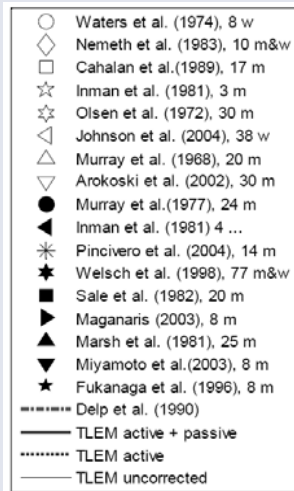 Waters et al. (1974), 8 w
Nemeth et al. (1983), 10 m&w
Cahalan et al.(1989), 17 m
Inman et al. (1981), 3 m
Olsen et al. (1972), 30 m
Johnson et al. (2004), 38 w
Murray et al. (1968), 20 m
Arokoski et al. (2002), 30 m
Murray et al.(1977), 24 m
Inman et al. (1981) 4 ...
Pincivero et al. (2004), 14 m
Welsch et al. (1998), 77 m&w
Sale et al. (1982), 20 m
Maganaris (2003), 8 m
Marsh et al. (1981), 25 m
Miyamoto et al.(2003), 8 m
Fukanaga et al. (1996), 8 m
Delp et al. (1990)
TLEM active + passive
TLEM active
TLEM uncorrected